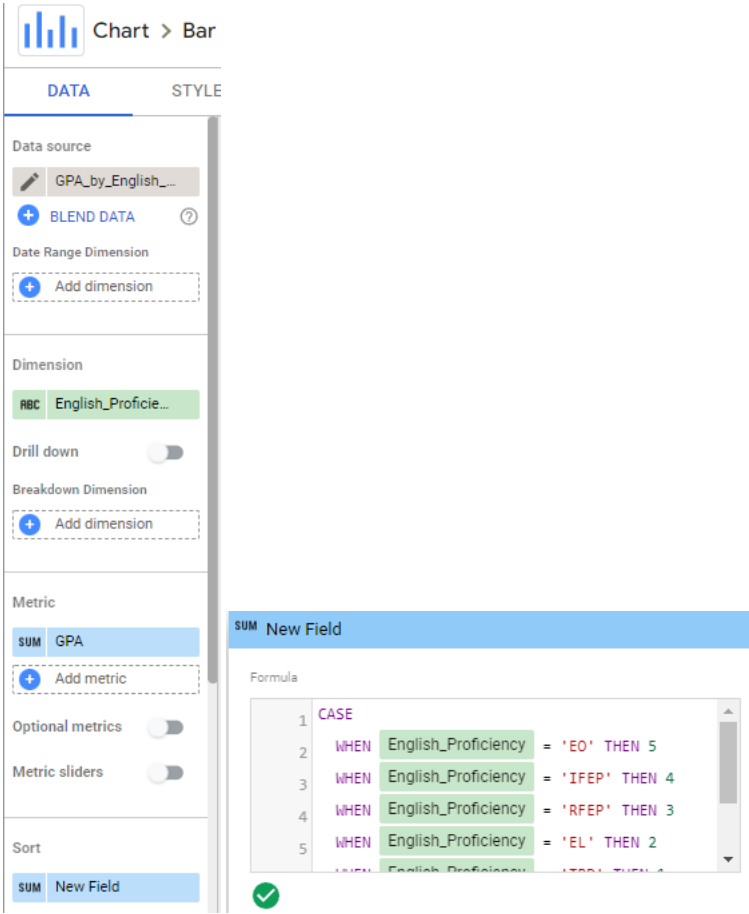 Chart > Bar
DATA STYLE
Data source
GPA_by_English_...
BLEND DATA ?
Date Range Dimension
Add dimension
Dimension
ABC English_Proficie...
Drill down
Breakdown Dimension
Add dimension
Metric
SUM GPA
Add metric
Optional metrics
Metric sliders
Sort
SUM New Field
SUM New Field
Formula
1 CASE
2 WHEN English_Proficiency = 'EO' THEN 5
3 WHEN English_Proficiency = 'IFEP' THEN 4
4 WHEN English_Proficiency = 'RFEP' THEN 3
5 WHEN English_Proficiency = 'EL' THEN 2
WHEN English_Proficiency THEN